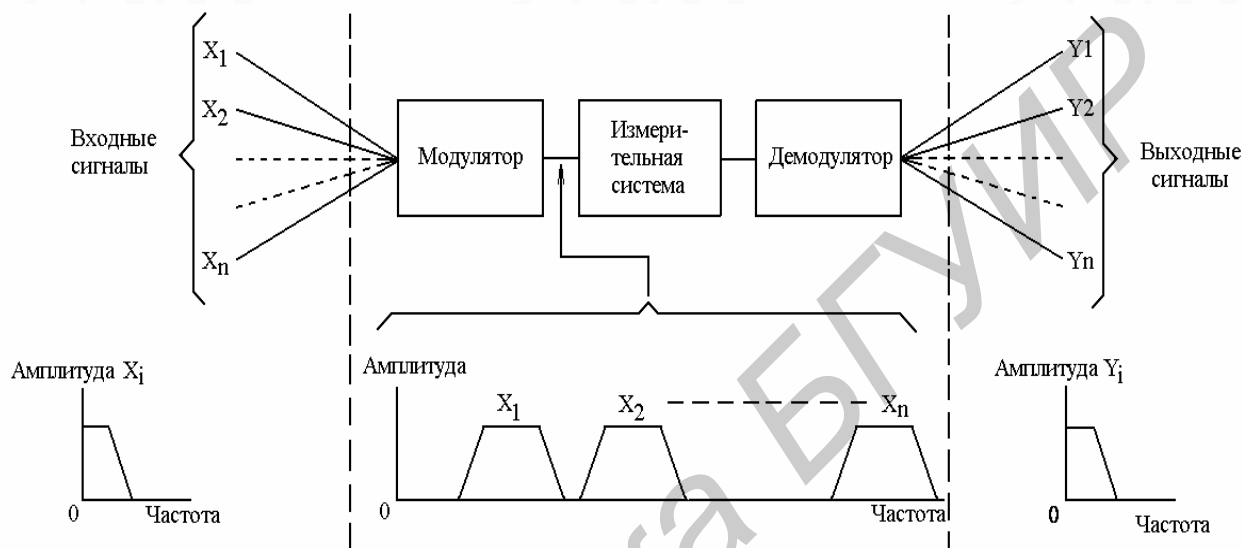 X1
X2
Xn
Входные
сигналы
Модулятор
Измери-
тельная
система
Демодулятор
Y1
Y2
Yn
Выходные
сигналы
Амплитуда Xi
0
Частота
Амплитуда
X1
X2
Xn
0
Частота
Амплитуда Yi
0
Частота
БГУИР